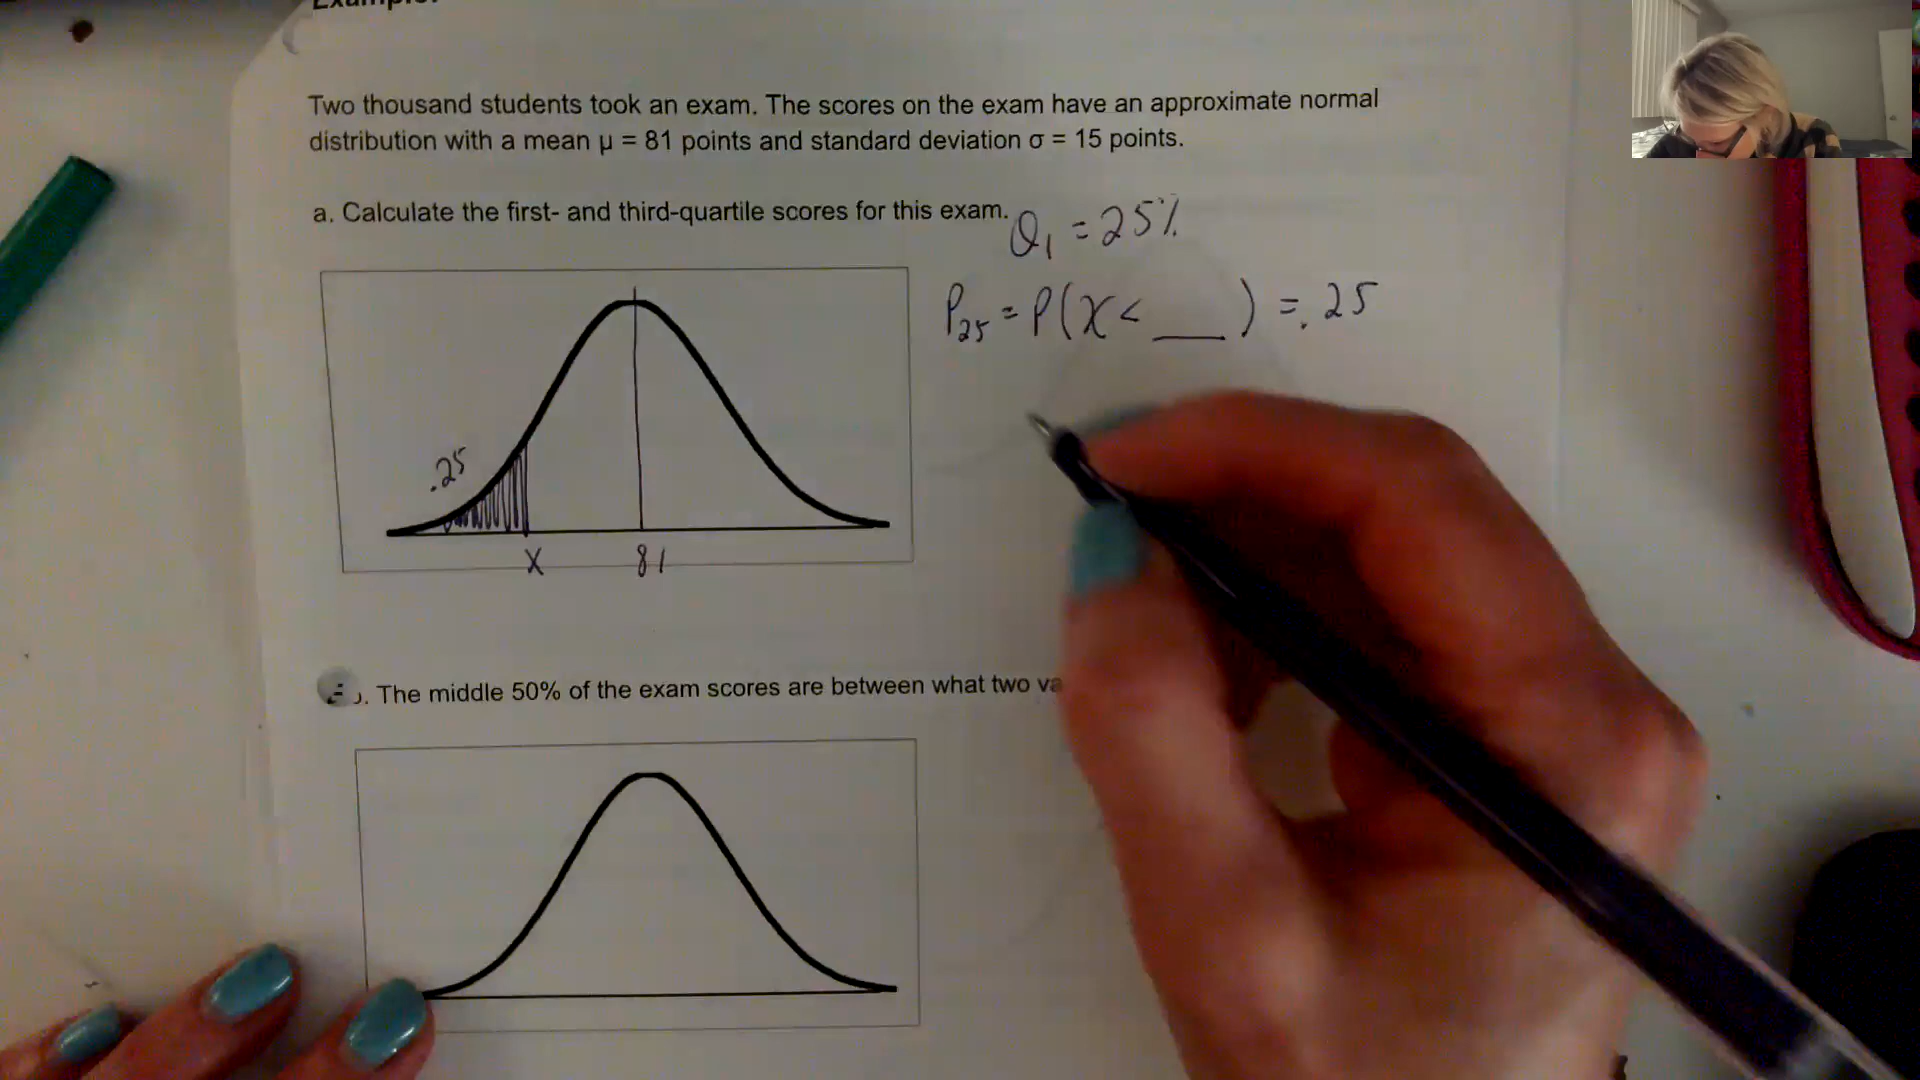 Example:
Two thousand students took an exam. The scores on the exam have an approximate normal
distribution with a mean μ = 81 points and standard deviation σ = 15 points.
a. Calculate the first- and third-quartile scores for this exam.
Q₁ = 25%
P₂₅ = P(X < __ ) = .25
.25
X 81
. The middle 50% of the exam scores are between what two